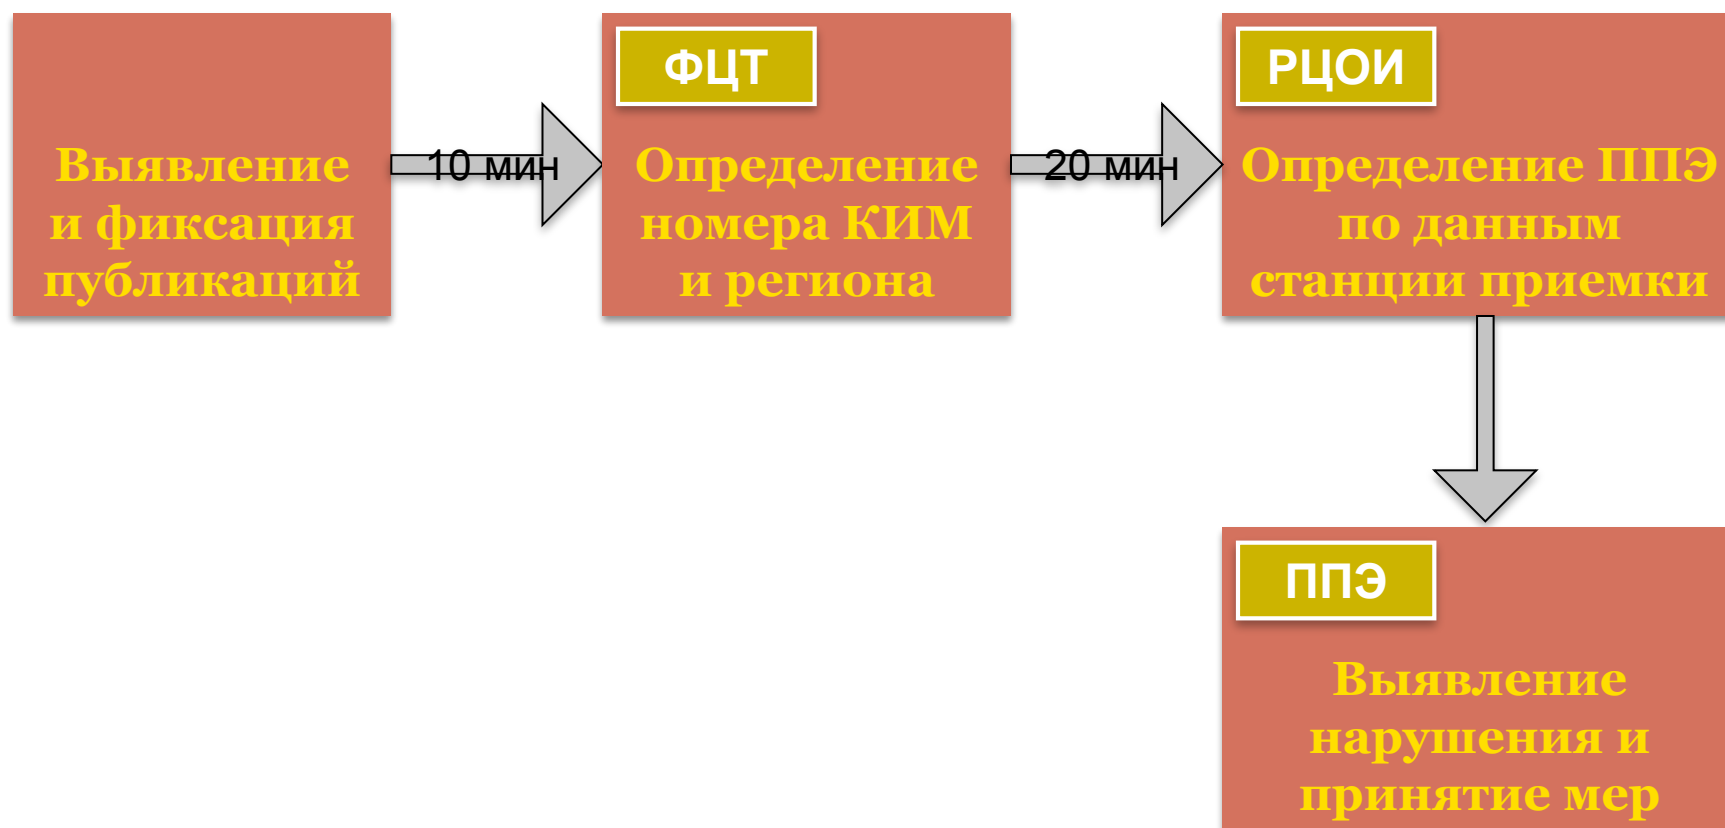 Выявление
и фиксация
публикаций
10 мин
ФЦТ
Определение
номера КИМ
и региона
20 мин
РЦОИ
Определение ППЭ
по данным
станции приемки
ППЭ
Выявление
нарушения и
принятие мер